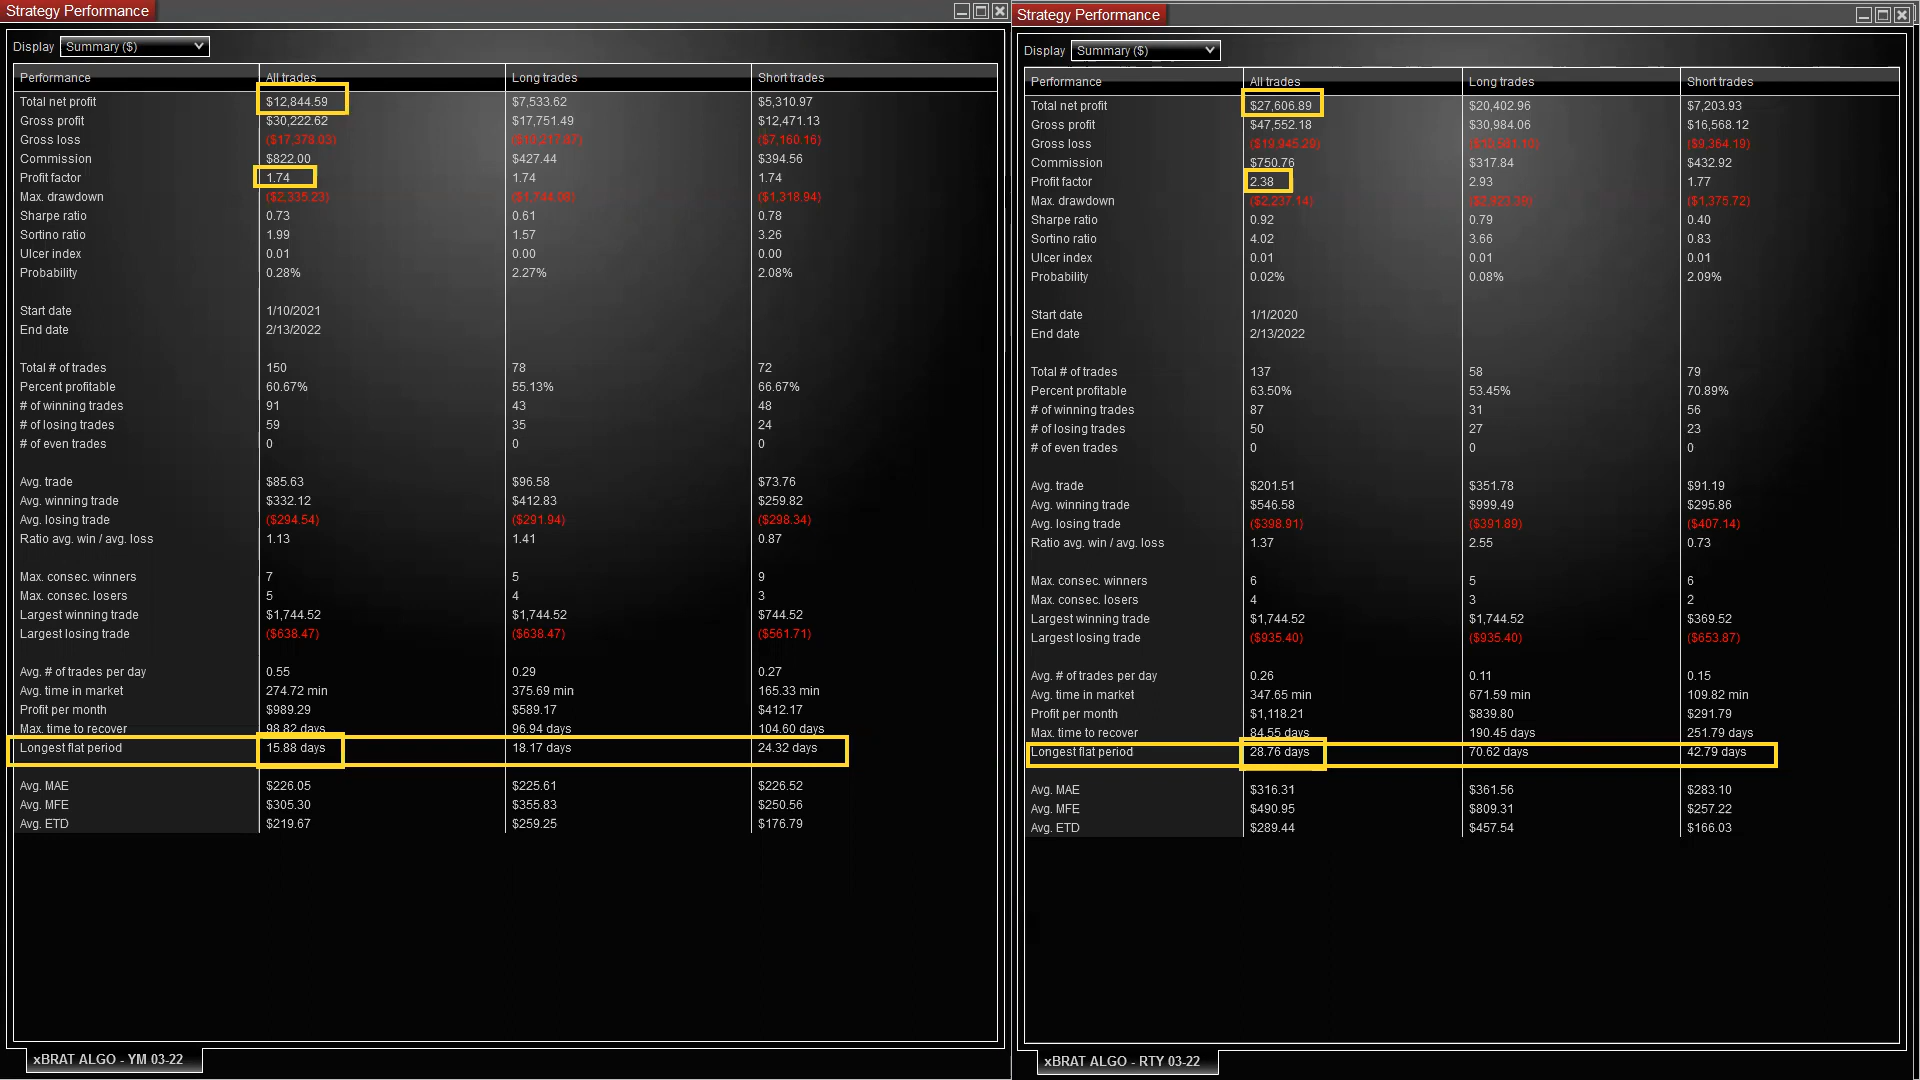 Strategy Performance
Display Summary ($)
Performance All trades Long trades Short trades
Total net profit $12,844.59 $7,533.62 $5,310.97
Gross profit $30,222.62 $17,751.49 $12,471.13
Gross loss ($17,378.03) ($10,217.87) ($7,160.16)
Commission $822.00 $427.44 $394.56
Profit factor 1.74 1.74 1.74
Max. drawdown ($2,335.23) ($1,744.08) ($1,318.94)
Sharpe ratio 0.73 0.61 0.78
Sortino ratio 1.99 1.57 3.26
Ulcer index 0.01 0.00 0.00
Probability 0.28% 2.27% 2.08%
Start date 1/10/2021
End date 2/13/2022
Total # of trades 150 78 72
Percent profitable 60.67% 55.13% 66.67%
# of winning trades 91 43 48
# of losing trades 59 35 24
# of even trades 0 0 0
Avg. trade $85.63 $96.58 $73.76
Avg. winning trade $332.12 $412.83 $259.82
Avg. losing trade ($294.54) ($291.94) ($298.34)
Ratio avg. win / avg. loss 1.13 1.41 0.87
Max. consec. winners 7 5 9
Max. consec. losers 5 4 3
Largest winning trade $1,744.52 $1,744.52 $744.52
Largest losing trade ($638.47) ($638.47) ($561.71)
Avg. # of trades per day 0.55 0.29 0.27
Avg. time in market 274.72 min 375.69 min 165.33 min
Profit per month $989.29 $589.17 $412.17
Max. time to recover 98.82 days 96.94 days 104.60 days
Longest flat period 15.88 days 18.17 days 24.32 days
Avg. MAE $226.05 $225.61 $226.52
Avg. MFE $305.30 $355.83 $250.56
Avg. ETD $219.67 $259.25 $176.79
xBRAT ALGO - YM 03-22
Strategy Performance
Display Summary ($)
Performance All trades Long trades Short trades
Total net profit $27,606.89 $20,402.96 $7,203.93
Gross profit $47,552.18 $30,984.06 $16,568.12
Gross loss ($19,945.29) ($10,581.10) ($9,364.19)
Commission $750.76 $317.84 $432.92
Profit factor 2.38 2.93 1.77
Max. drawdown ($2,237.14) ($2,923.39) ($1,375.72)
Sharpe ratio 0.92 0.79 0.40
Sortino ratio 4.02 3.66 0.83
Ulcer index 0.01 0.01 0.01
Probability 0.02% 0.08% 2.09%
Start date 1/1/2020
End date 2/13/2022
Total # of trades 137 58 79
Percent profitable 63.50% 53.45% 70.89%
# of winning trades 87 31 56
# of losing trades 50 27 23
# of even trades 0 0 0
Avg. trade $201.51 $351.78 $91.19
Avg. winning trade $546.58 $999.49 $295.86
Avg. losing trade ($398.91) ($391.89) ($407.14)
Ratio avg. win / avg. loss 1.37 2.55 0.73
Max. consec. winners 6 5 6
Max. consec. losers 4 3 2
Largest winning trade $1,744.52 $1,744.52 $369.52
Largest losing trade ($935.40) ($935.40) ($653.87)
Avg. # of trades per day 0.26 0.11 0.15
Avg. time in market 347.65 min 671.59 min 109.82 min
Profit per month $1,118.21 $839.80 $291.79
Max. time to recover 84.55 days 190.45 days 251.79 days
Longest flat period 28.76 days 70.62 days 42.79 days
Avg. MAE $316.31 $361.56 $283.10
Avg. MFE $490.95 $809.31 $257.22
Avg. ETD $289.44 $457.54 $166.03
xBRAT ALGO - RTY 03-22